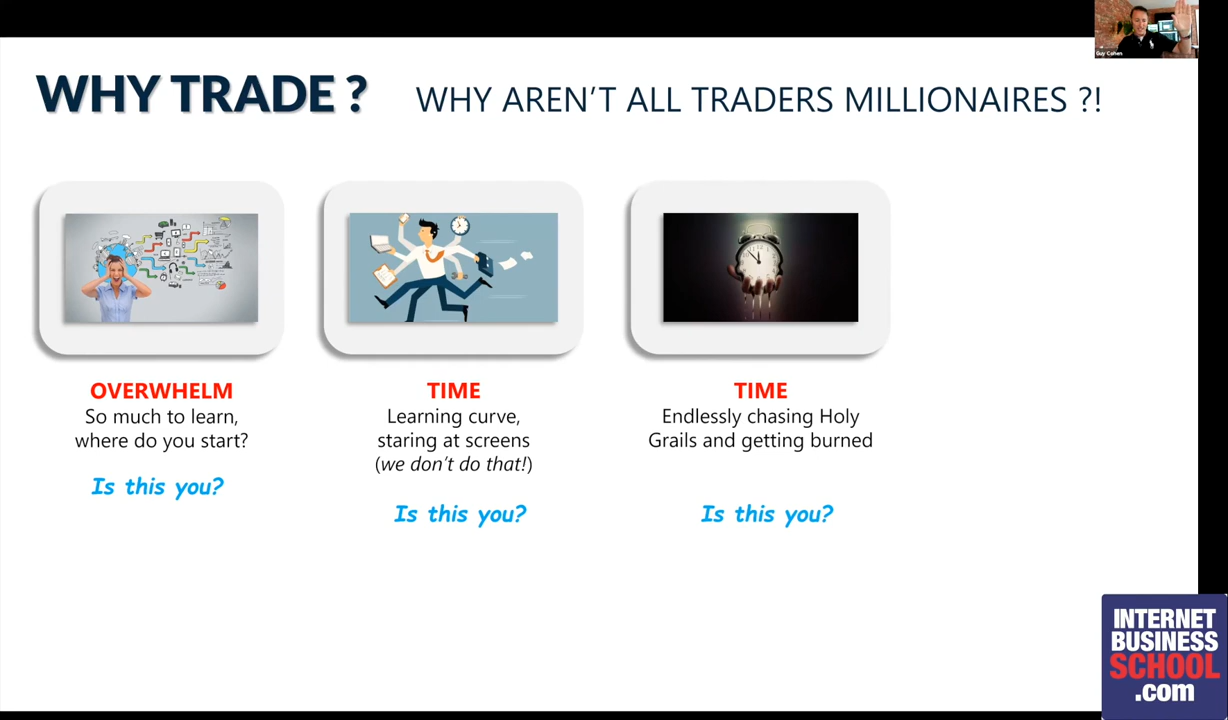 Guy Cohen
WHY TRADE ?
WHY AREN'T ALL TRADERS MILLIONAIRES ?!
OVERWHELM
So much to learn,
where do you start?
Is this you?
TIME
Learning curve,
staring at screens
(we don't do that!)
Is this you?
TIME
Endlessly chasing Holy
Grails and getting burned
Is this you?
INTERNET
BUSINESS
SCHOOL
.com